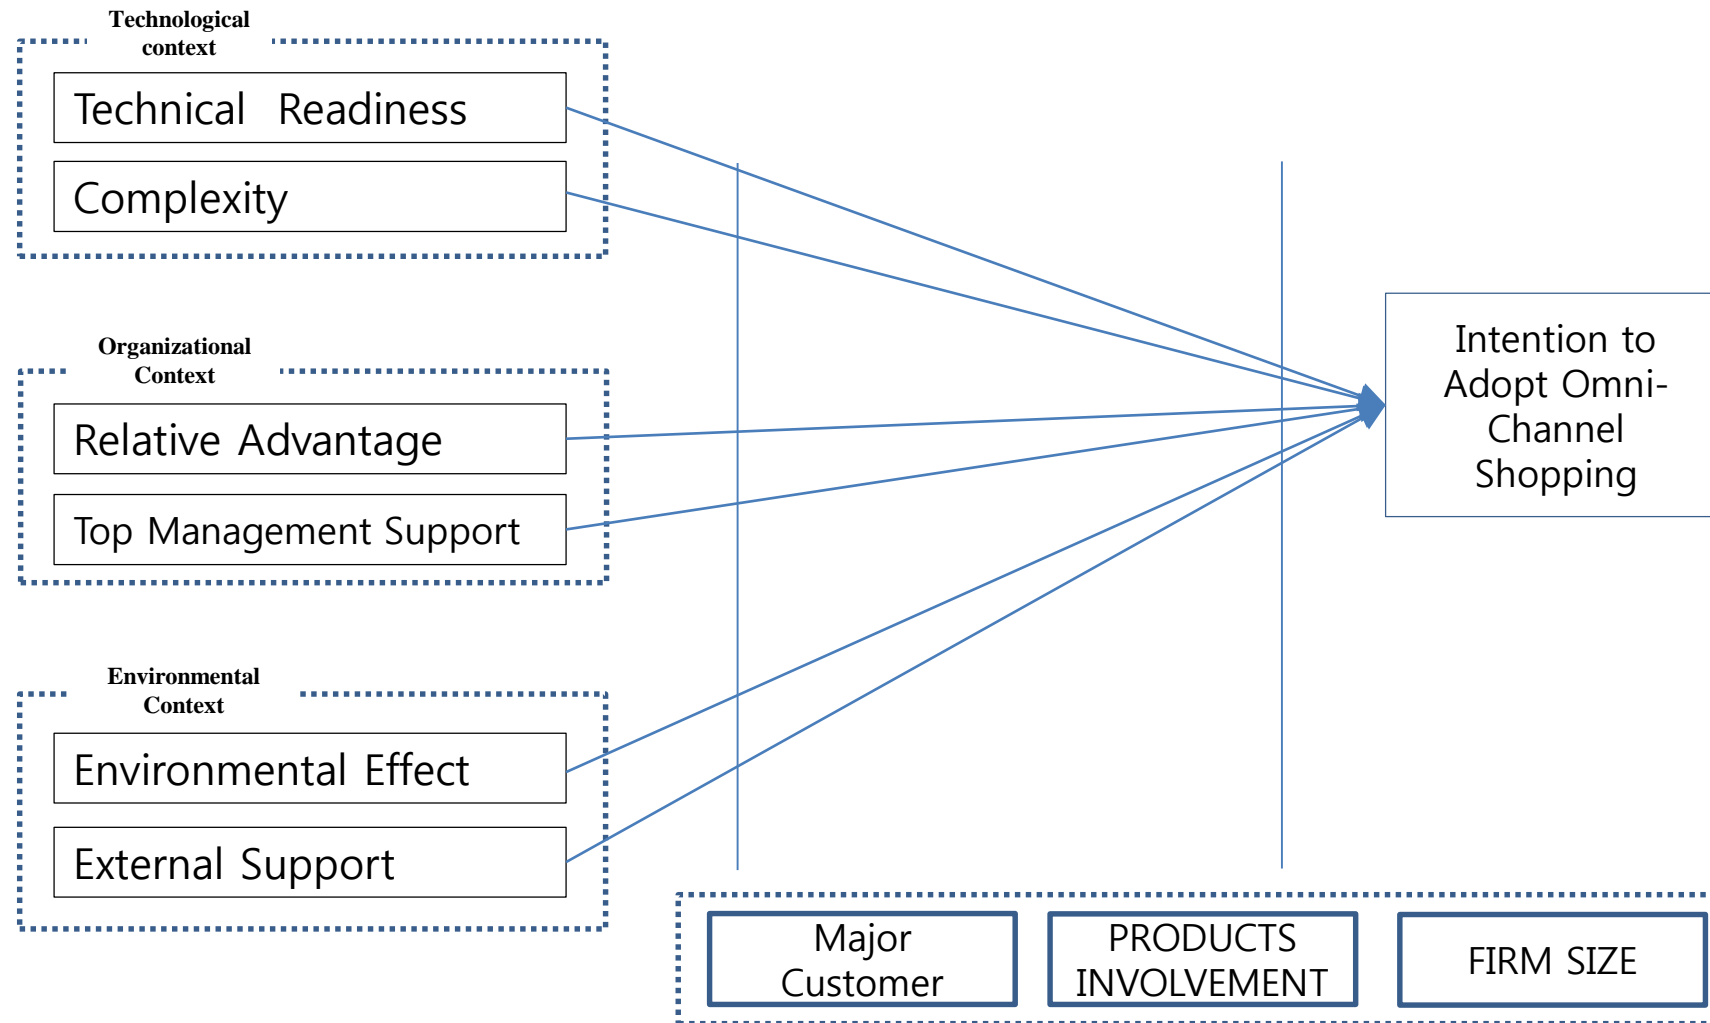 Technological
context
Technical Readiness
Complexity
Organizational
Context
Relative Advantage
Top Management Support
Environmental
Context
Environmental Effect
External Support
Intention to
Adopt Omni-
Channel
Shopping
Major
Customer
PRODUCTS
INVOLVEMENT
FIRM SIZE